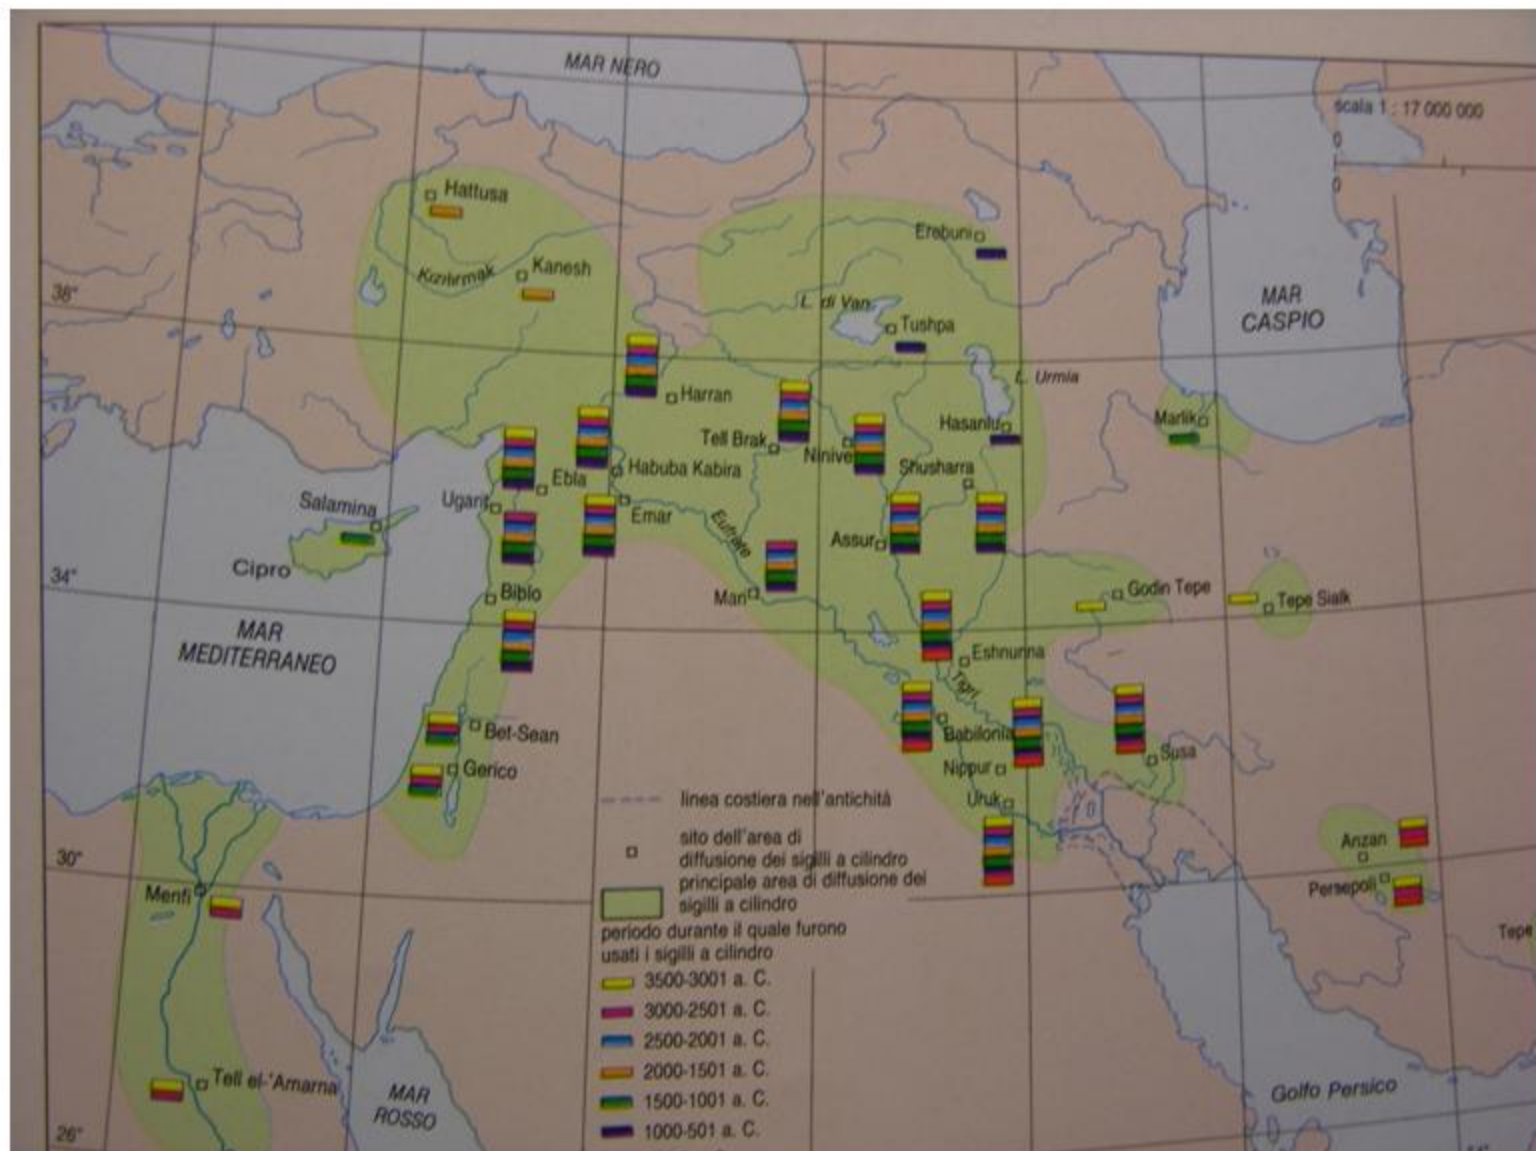 MAR NERO
scala 1 : 17 000 000
0
0
Hattusa
Erebuni
Kanesh
Kızılırmak
38°
L. di Van
MAR
CASPIO
Tushpa
L. Urmia
Harran
Marlik
Hasanlu
Tell Brak
Ninive
Habuba Kabira
Shusharra
Ebla
Ugarit
Salamina
Emar
Eufrate
Assur
Cipro
34°
Godin Tepe
Biblo
Mari
Tepe Sialk
MAR
MEDITERRANEO
Eshnunna
Tigri
Bet-Sean
Babilonia
Susa
Gerico
Nippur
Uruk
linea costiera nell'antichità
sito dell'area di
diffusione dei sigilli a cilindro
principale area di diffusione dei
sigilli a cilindro
Anzan
30°
Persepoli
Menfi
periodo durante il quale furono
usati i sigilli a cilindro
Tepe
3500-3001 a. C.
3000-2501 a. C.
2500-2001 a. C.
2000-1501 a. C.
1500-1001 a. C.
1000-501 a. C.
Tell el-'Amarna
MAR
ROSSO
Golfo Persico
26°